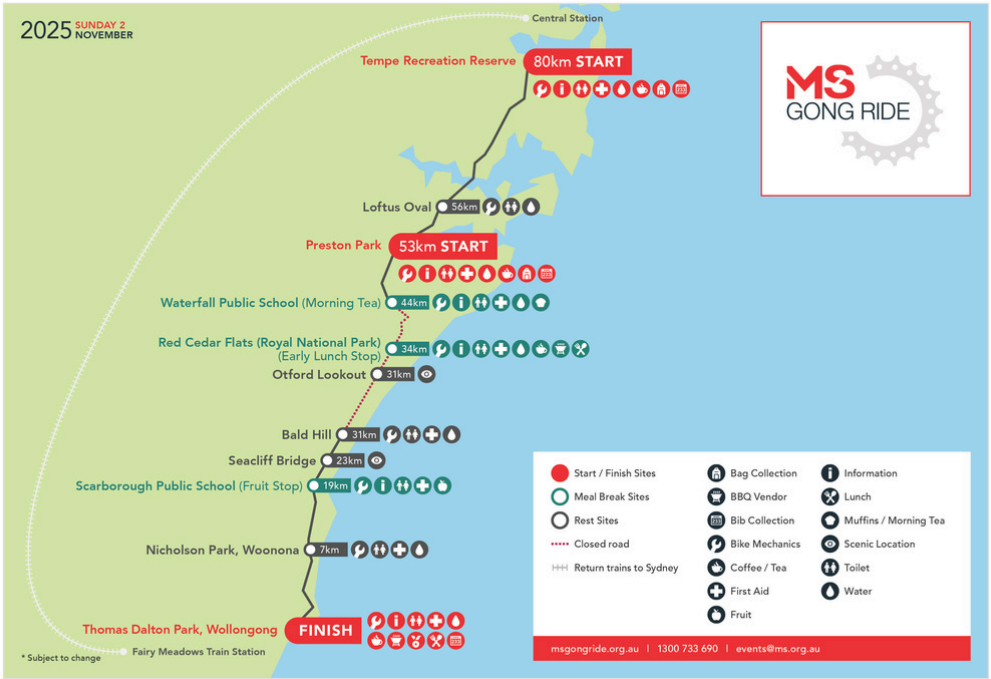 2025 SUNDAY 2
NOVEMBER
Central Station
Tempe Recreation Reserve 80km START
MS
GONG RIDE
Loftus Oval 56km
Preston Park 53km START
Waterfall Public School (Morning Tea) 44km
Red Cedar Flats (Royal National Park) 34km
(Early Lunch Stop)
Otford Lookout 31km
Bald Hill 31km
Seacliff Bridge 23km
Scarborough Public School (Fruit Stop) 19km
Nicholson Park, Woonona 7km
Thomas Dalton Park, Wollongong FINISH
Fairy Meadows Train Station
* Subject to change
Start / Finish Sites
Meal Break Sites
Rest Sites
Closed road
Return trains to Sydney
Bag Collection
BBQ Vendor
Bib Collection
Bike Mechanics
Coffee / Tea
First Aid
Fruit
Information
Lunch
Muffins / Morning Tea
Scenic Location
Toilet
Water
msgongride.org.au | 1300 733 690 | events@ms.org.au